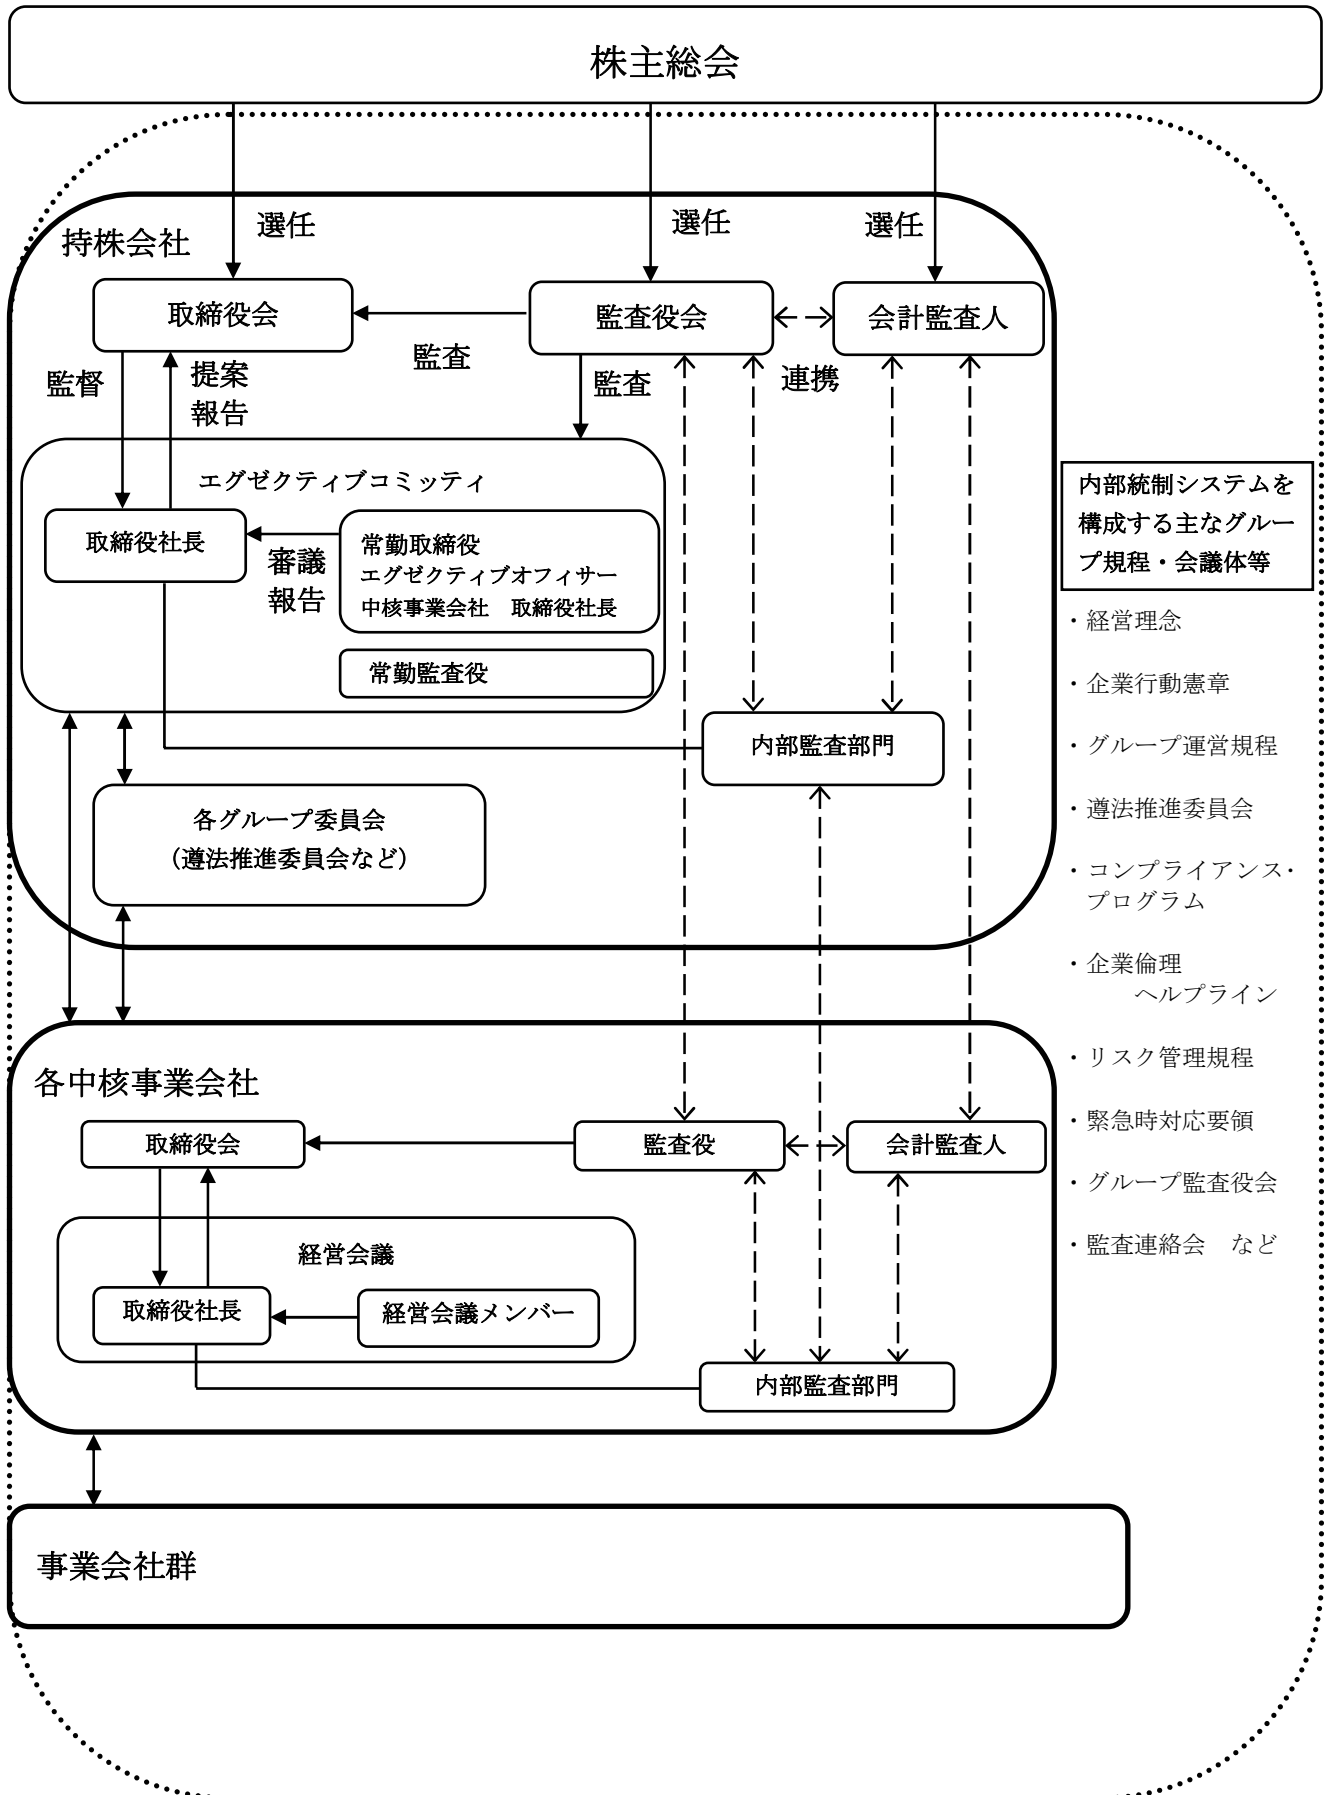 株主総会
持株会社
選任
選任
選任
取締役会
監査役会
会計監査人
監査
監督
提案
報告
監査
連携
エグゼクティブコミッティ
取締役社長
審議
報告
常勤取締役
エグゼクティブオフィサー
中核事業会社　取締役社長
常勤監査役
内部監査部門
各グループ委員会
（遵法推進委員会など）
各中核事業会社
取締役会
監査役
会計監査人
経営会議
取締役社長
経営会議メンバー
内部監査部門
事業会社群
内部統制システムを
構成する主なグルー
プ規程・会議体等
・経営理念
・企業行動憲章
・グループ運営規程
・遵法推進委員会
・コンプライアンス・
プログラム
・企業倫理
ヘルプライン
・リスク管理規程
・緊急時対応要領
・グループ監査役会
・監査連絡会　など